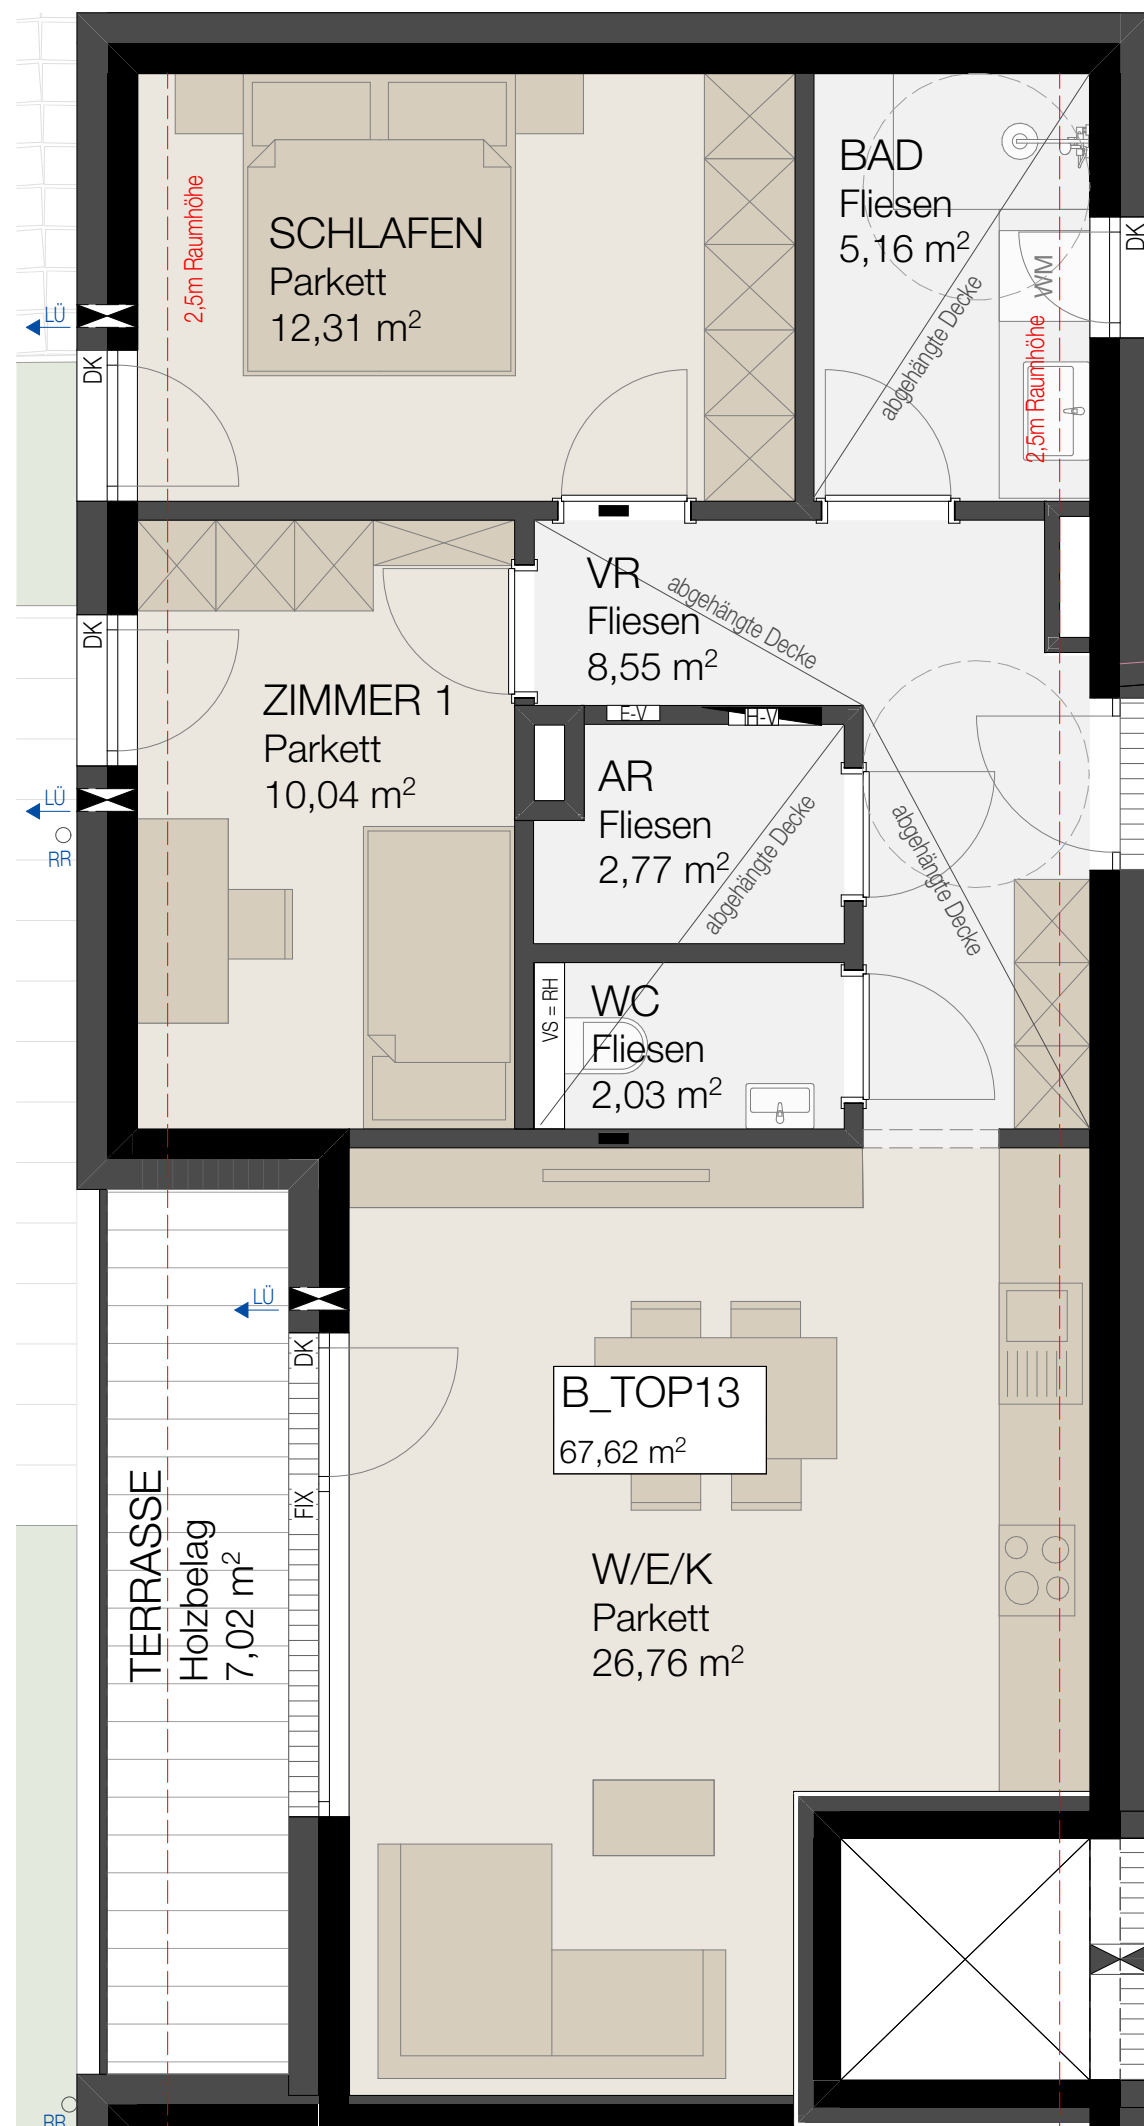 SCHLAFEN
Parkett
12,31 m²
2,5m Raumhöhe
BAD
Fliesen
5,16 m²
abgehängte Decke
WM
2,5m Raumhöhe
DK
LÜ
DK
VR
Fliesen
8,55 m²
abgehängte Decke
DK
ZIMMER 1
Parkett
10,04 m²
E-V
H-V
AR
Fliesen
2,77 m²
abgehängte Decke
abgehängte Decke
LÜ
RR
VS = RH
WC
Fliesen
2,03 m²
LÜ
DK
FIX
B_TOP13
67,62 m²
TERRASSE
Holzbelag
7,02 m²
W/E/K
Parkett
26,76 m²
RR